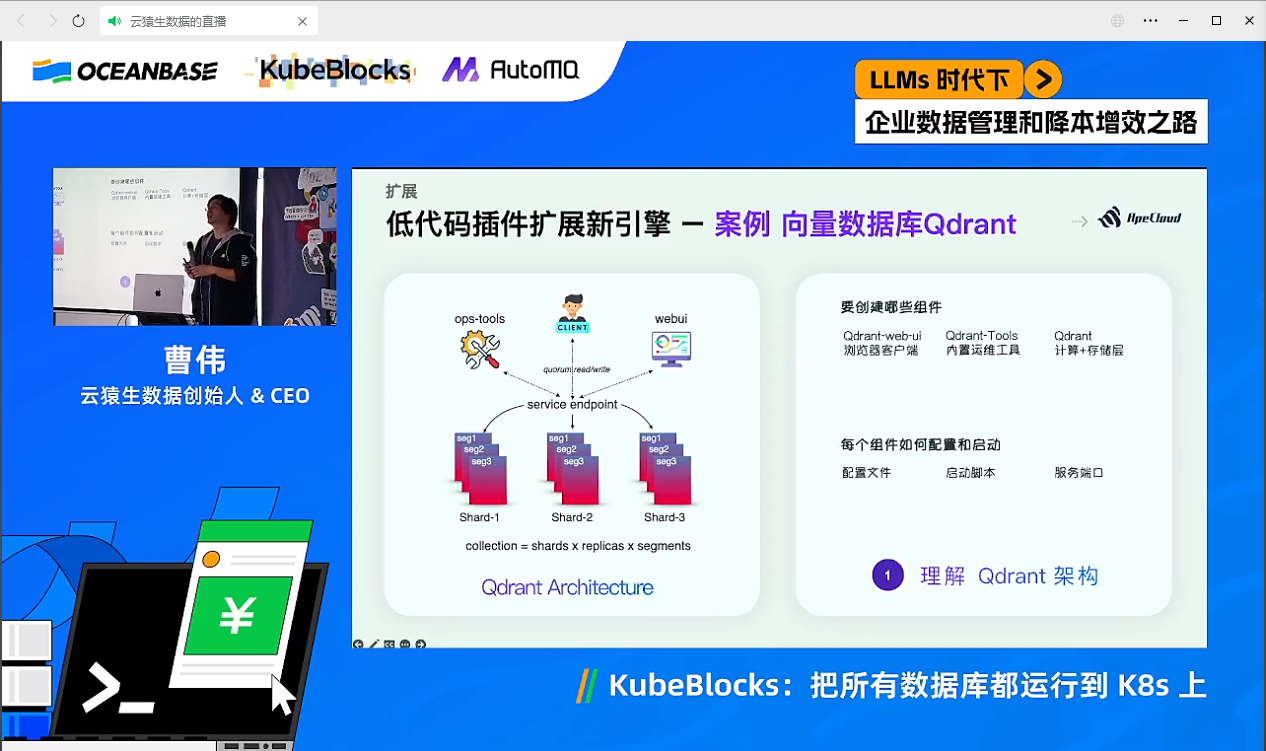 云猿生数据的直播
OCEANBASE
KubeBlocks
AutoMQ
LLMs 时代下
企业数据管理和降本增效之路
曹伟
云猿生数据创始人 & CEO
扩展
低代码插件扩展新引擎 — 案例 向量数据库Qdrant
ApeCloud
ops-tools
CLIENT
webui
quorum read/write
service endpoint
seg1
seg2
seg3
seg1
seg2
seg3
seg1
seg2
seg3
Shard-1
Shard-2
Shard-3
collection = shards x replicas x segments
Qdrant Architecture
要创建哪些组件
Qdrant-web-ui
浏览器客户端
Qdrant-Tools
内置运维工具
Qdrant
计算+存储层
每个组件如何配置和启动
配置文件
启动脚本
服务端口
1
理解 Qdrant 架构
¥
>_
KubeBlocks：把所有数据库都运行到 K8s 上